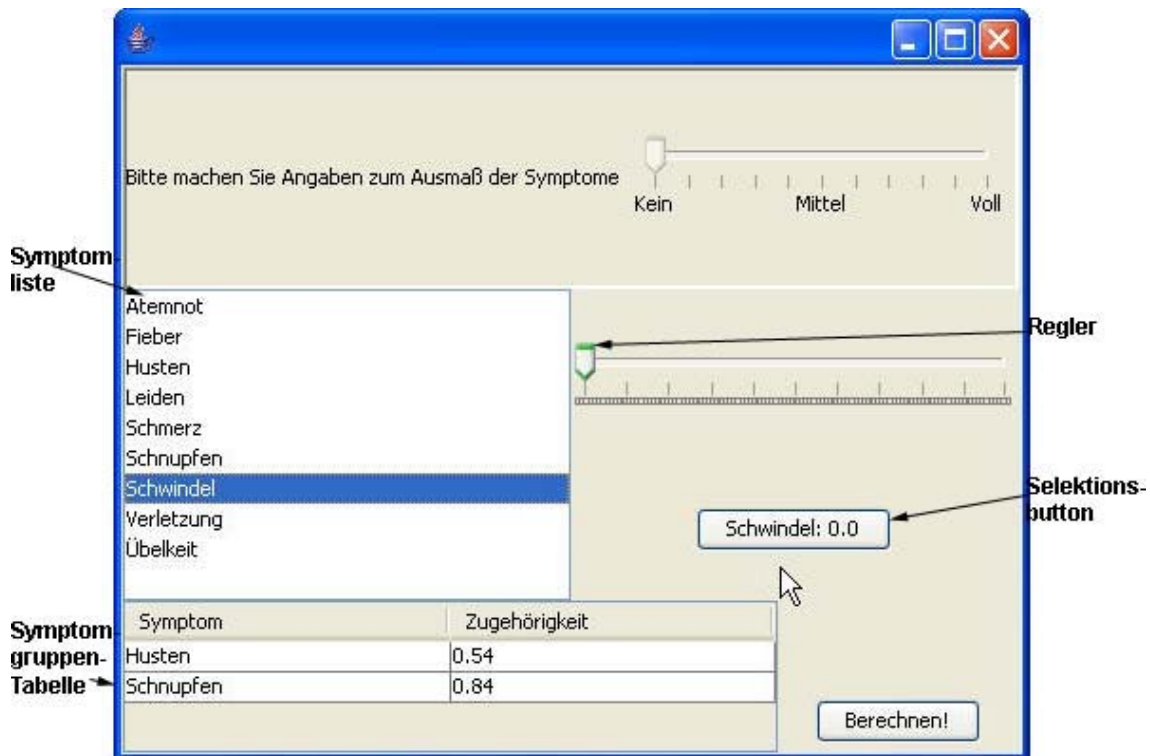 Bitte machen Sie Angaben zum Ausmaß der Symptome
Kein Mittel Voll
Symptom-
liste
Atemnot
Fieber
Husten
Leiden
Schmerz
Schnupfen
Schwindel
Verletzung
Übelkeit
Regler
Selektions-
button
Schwindel: 0.0
Symptom-
gruppen-
Tabelle
Symptom Zugehörigkeit
Husten 0.54
Schnupfen 0.84
Berechnen!